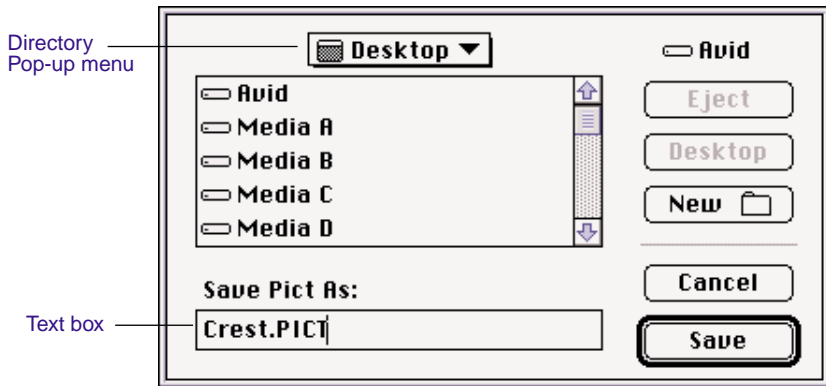 Directory
Pop-up menu
Desktop
Avid
Avid
Media A
Media B
Media C
Media D
Eject
Desktop
New
Save Pict As:
Cancel
Text box
Crest.PICT
Save